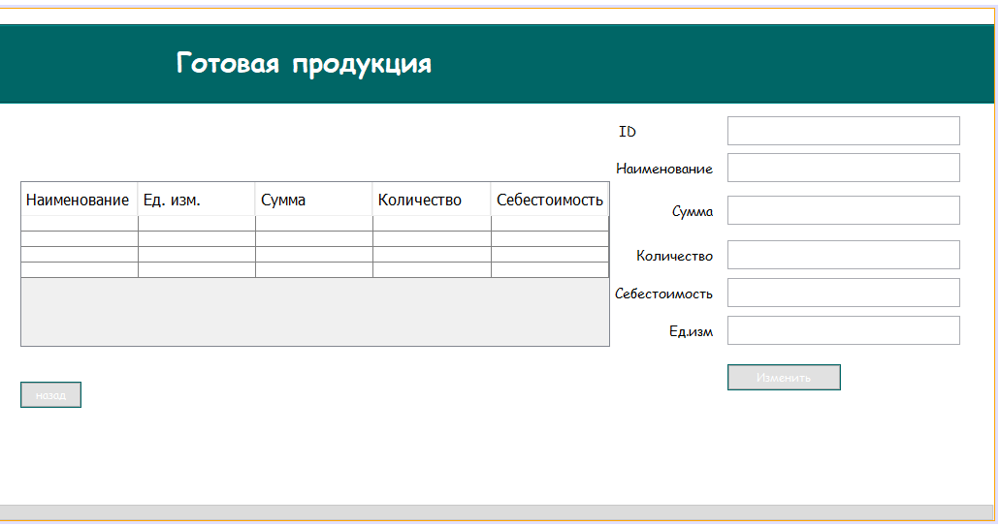 Готовая продукция
ID
Наименование
Сумма
Количество
Себестоимость
Ед.изм
Изменить
Наименование Ед. изм. Сумма Количество Себестоимость
назад